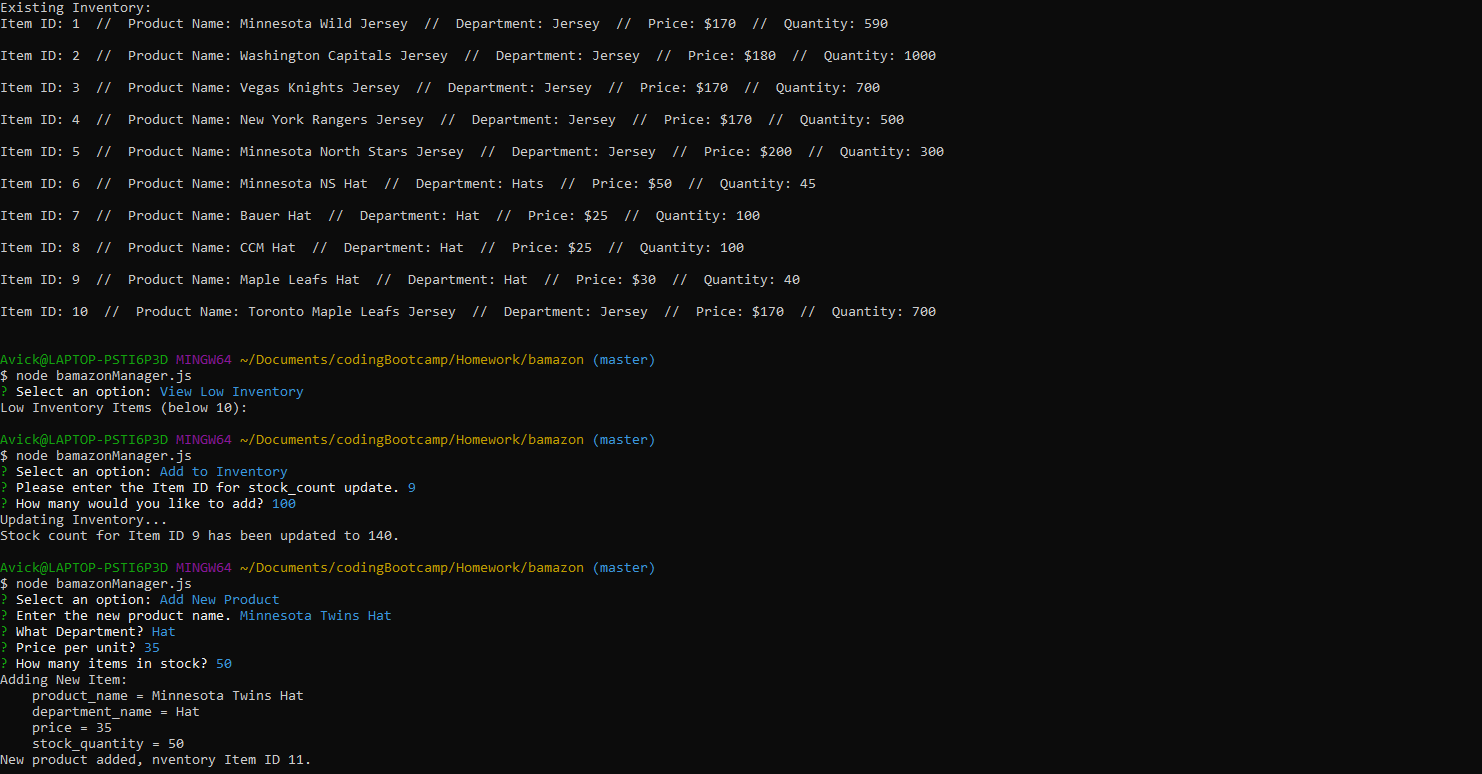 Existing Inventory:
Item ID: 1  //  Product Name: Minnesota Wild Jersey  //  Department: Jersey  //  Price: $170  //  Quantity: 590
Item ID: 2  //  Product Name: Washington Capitals Jersey  //  Department: Jersey  //  Price: $180  //  Quantity: 1000
Item ID: 3  //  Product Name: Vegas Knights Jersey  //  Department: Jersey  //  Price: $170  //  Quantity: 700
Item ID: 4  //  Product Name: New York Rangers Jersey  //  Department: Jersey  //  Price: $170  //  Quantity: 500
Item ID: 5  //  Product Name: Minnesota North Stars Jersey  //  Department: Jersey  //  Price: $200  //  Quantity: 300
Item ID: 6  //  Product Name: Minnesota NS Hat  //  Department: Hats  //  Price: $50  //  Quantity: 45
Item ID: 7  //  Product Name: Bauer Hat  //  Department: Hat  //  Price: $25  //  Quantity: 100
Item ID: 8  //  Product Name: CCM Hat  //  Department: Hat  //  Price: $25  //  Quantity: 100
Item ID: 9  //  Product Name: Maple Leafs Hat  //  Department: Hat  //  Price: $30  //  Quantity: 40
Item ID: 10  //  Product Name: Toronto Maple Leafs Jersey  //  Department: Jersey  //  Price: $170  //  Quantity: 700
Avick@LAPTOP-PSTI6P3D MINGW64 ~/Documents/codingBootcamp/Homework/bamazon (master)
$ node bamazonManager.js
? Select an option: View Low Inventory
Low Inventory Items (below 10):
Avick@LAPTOP-PSTI6P3D MINGW64 ~/Documents/codingBootcamp/Homework/bamazon (master)
$ node bamazonManager.js
? Select an option: Add to Inventory
? Please enter the Item ID for stock_count update. 9
? How many would you like to add? 100
Updating Inventory...
Stock count for Item ID 9 has been updated to 140.
Avick@LAPTOP-PSTI6P3D MINGW64 ~/Documents/codingBootcamp/Homework/bamazon (master)
$ node bamazonManager.js
? Select an option: Add New Product
? Enter the new product name. Minnesota Twins Hat
? What Department? Hat
? Price per unit? 35
? How many items in stock? 50
Adding New Item:
    product_name = Minnesota Twins Hat
    department_name = Hat
    price = 35
    stock_quantity = 50
New product added, nventory Item ID 11.